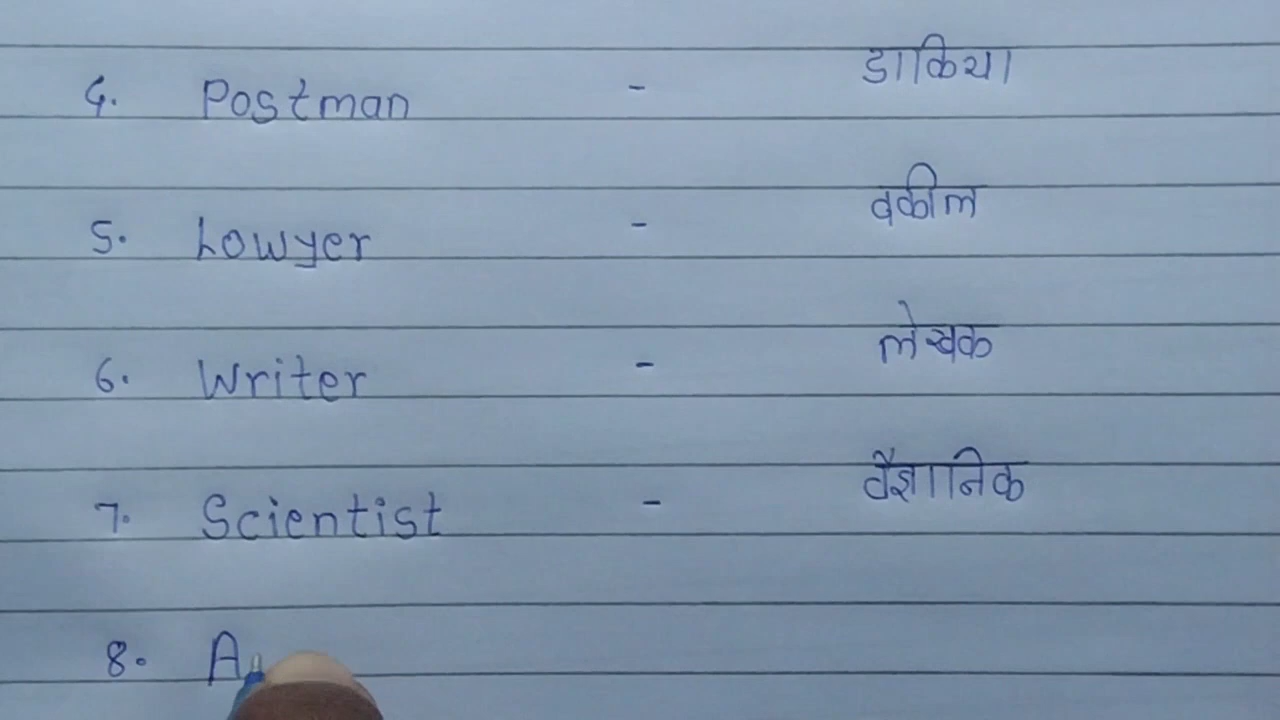 4. Postman - डाकिया
5. Lowyer - वकील
6. Writer - लेखक
7. Scientist - वैज्ञानिक
8. A